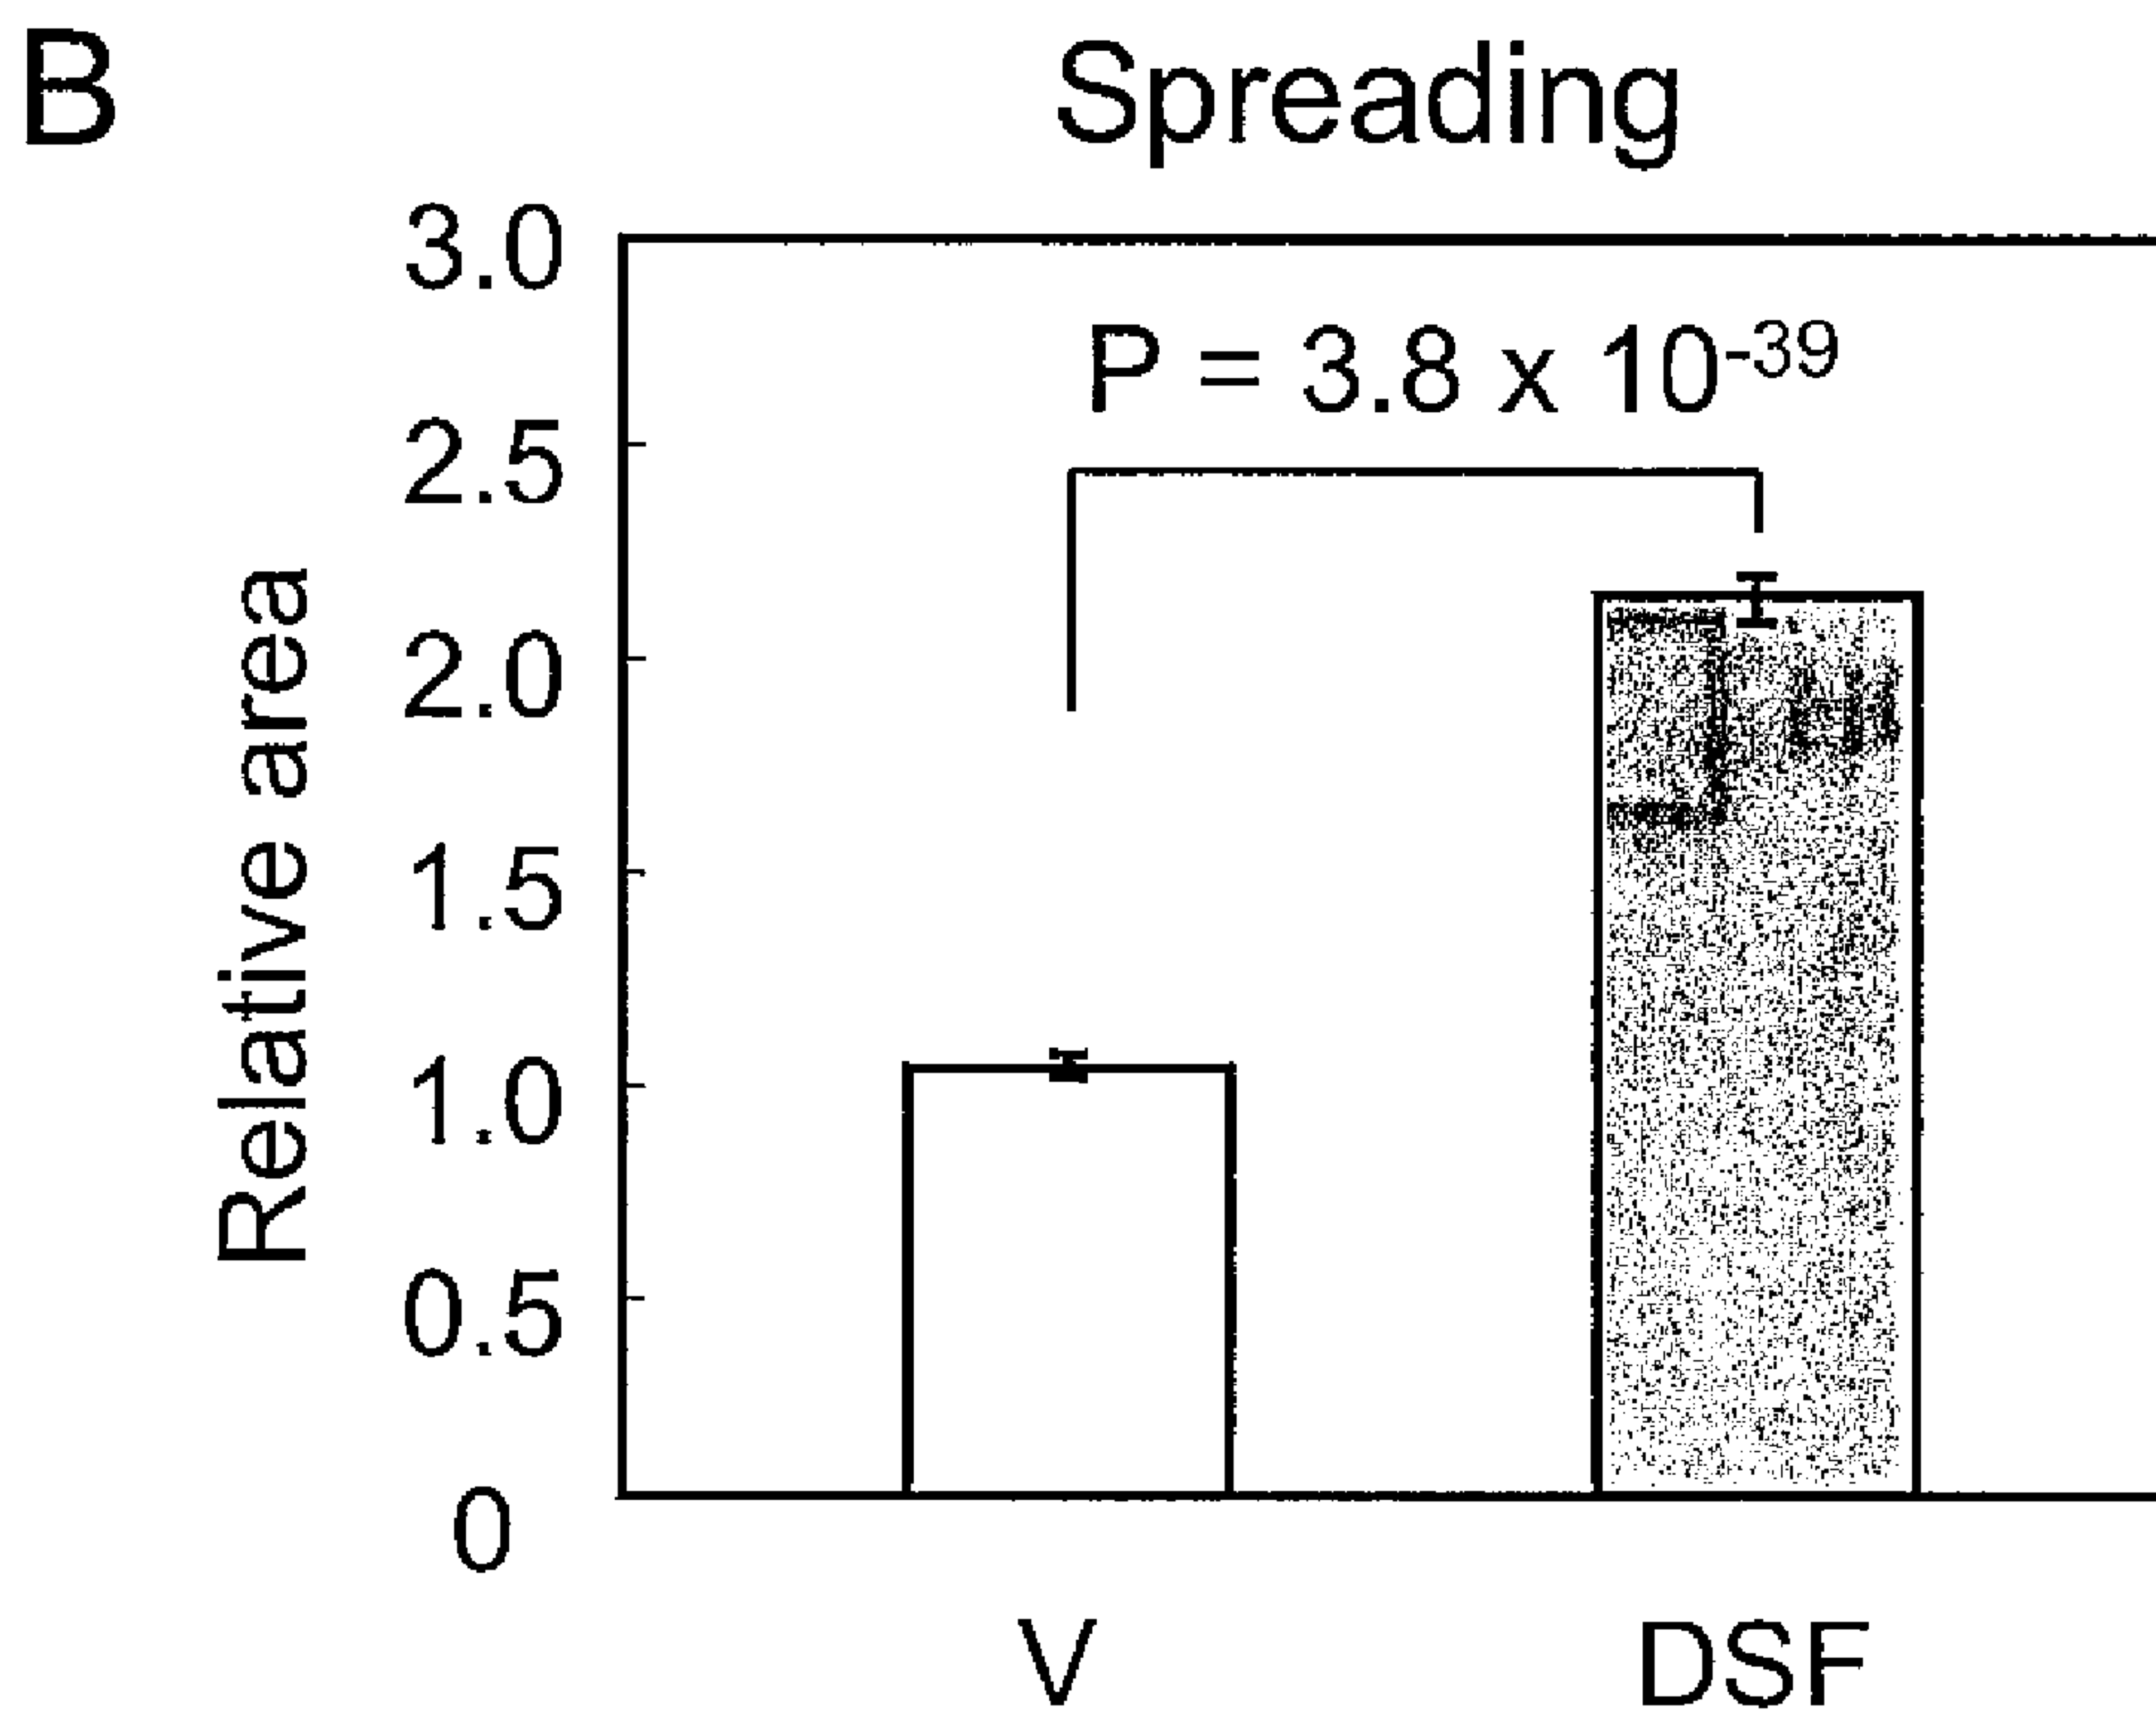 B
Spreading
3.0
P = 3.8 x 10⁻³⁹
2.5
2.0
1.5
1.0
0.5
0
Relative area
V DSF